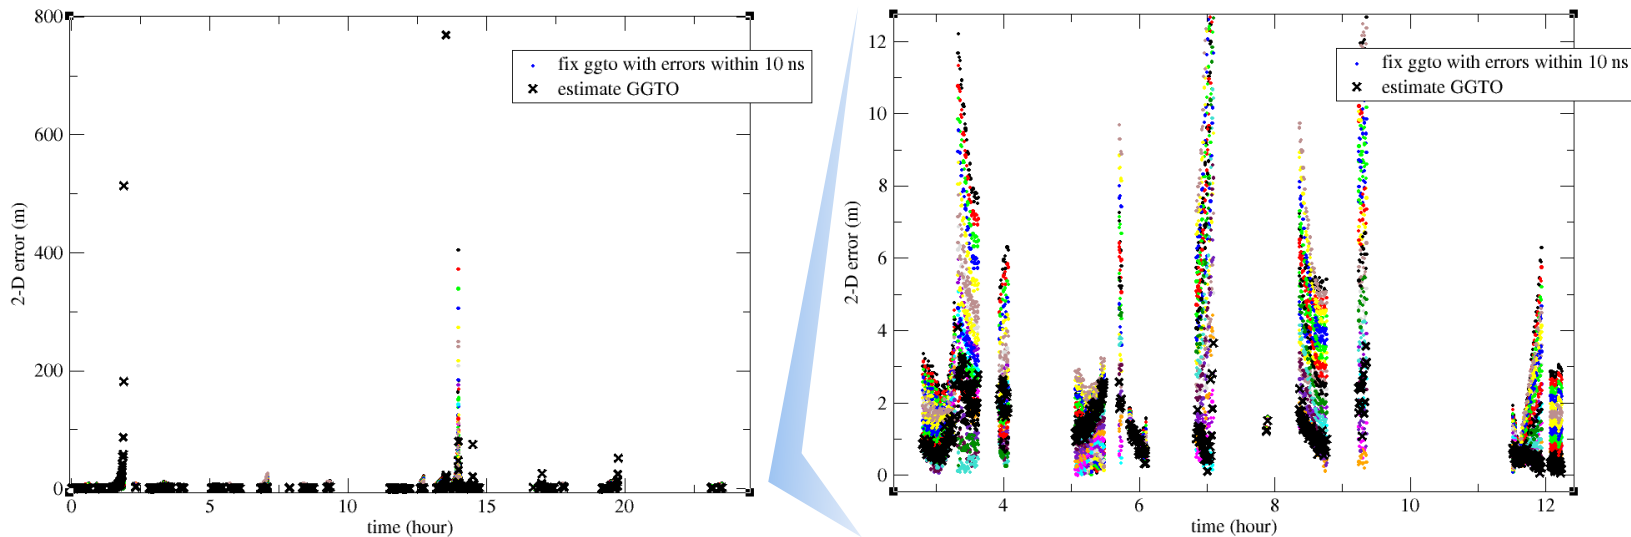 800
600
400
200
0
2-D error (m)
fix ggto with errors within 10 ns
estimate GGTO
0 5 10 15 20
time (hour)
12
10
8
6
4
2
0
2-D error (m)
fix ggto with errors within 10 ns
estimate GGTO
4 6 8 10 12
time (hour)